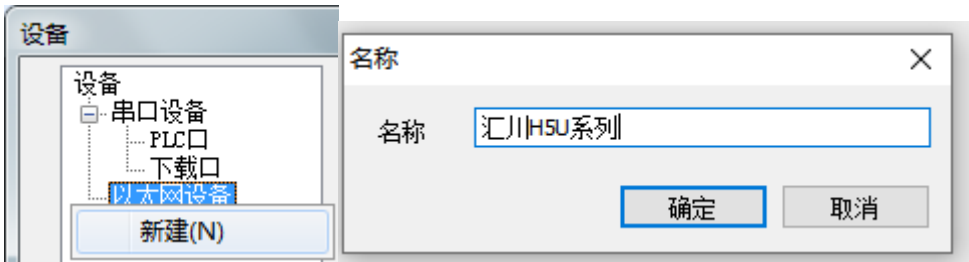 设备
设备
串口设备
PLC口
下载口
以太网设备
新建(N)
名称
名称
汇川H5U系列
确定
取消